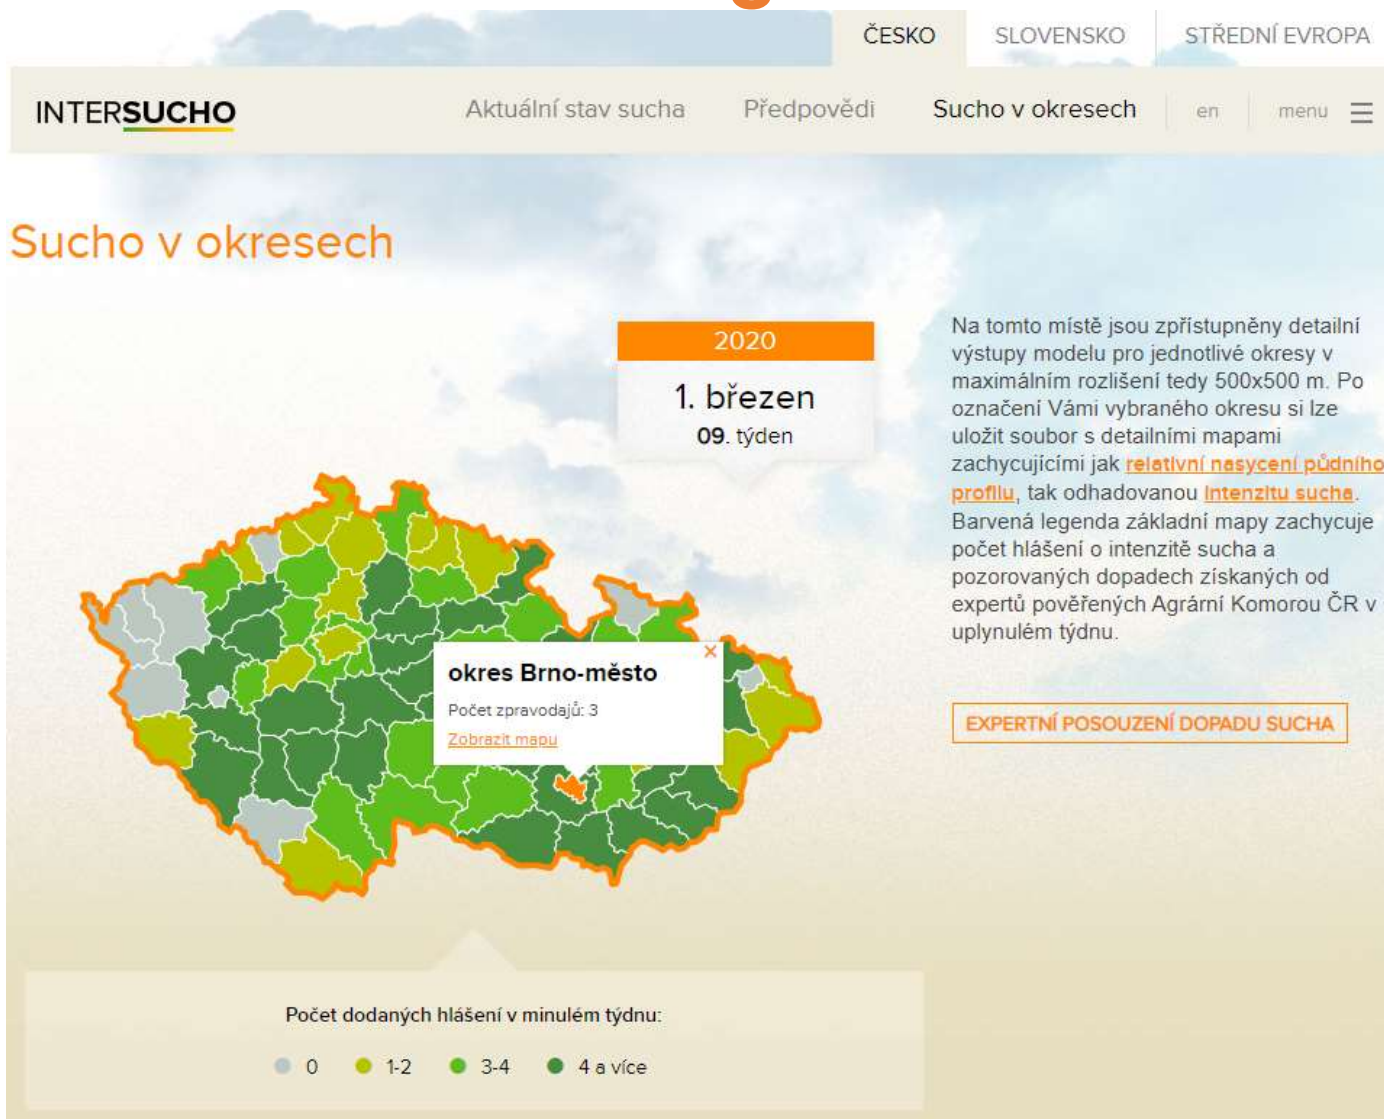 ČESKO
SLOVENSKO
STŘEDNÍ EVROPA
INTERSUCHO
Aktuální stav sucha
Předpovědi
Sucho v okresech
en
menu
Sucho v okresech
2020
1. březen
09. týden
Na tomto místě jsou zpřístupněny detailní
výstupy modelu pro jednotlivé okresy v
maximálním rozlišení tedy 500x500 m. Po
označení Vámi vybraného okresu si lze
uložit soubor s detailními mapami
zachycujícími jak relativní nasycení půdního
profilu, tak odhadovanou intenzitu sucha.
Barvená legenda základní mapy zachycuje
počet hlášení o intenzitě sucha a
pozorovaných dopadech získaných od
expertů pověřených Agrární Komorou ČR v
uplynulém týdnu.
EXPERTNÍ POSOUZENÍ DOPADU SUCHA
okres Brno-město
Počet zpravodajů: 3
Zobrazit mapu
Počet dodaných hlášení v minulém týdnu:
0
1-2
3-4
4 a více